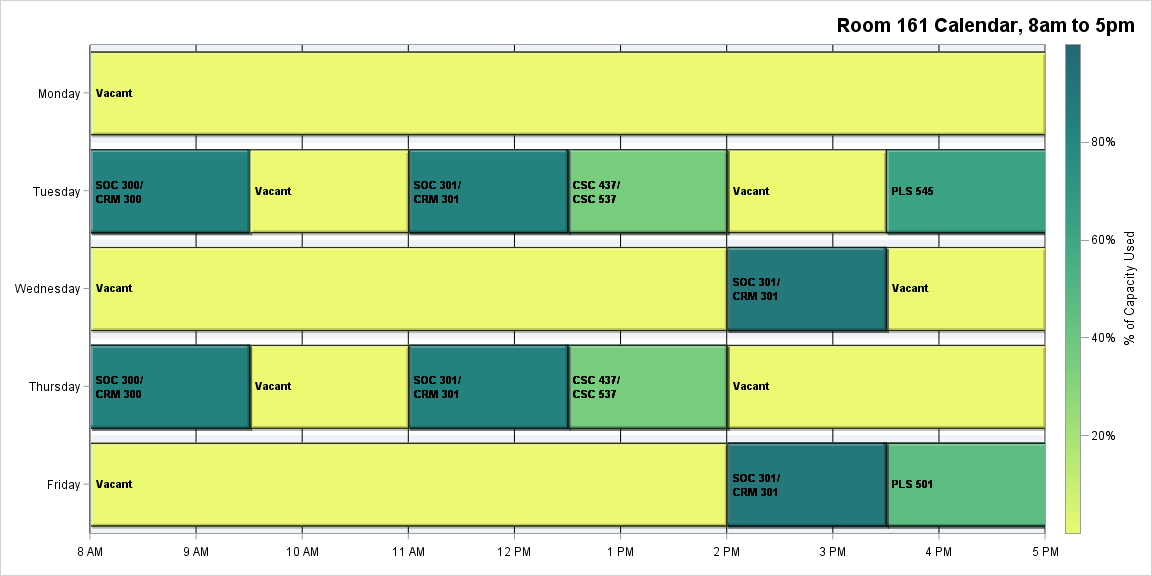 Room 161 Calendar, 8am to 5pm
Monday
Vacant
Tuesday
SOC 300/
CRM 300
Vacant
SOC 301/
CRM 301
CSC 437/
CSC 537
Vacant
PLS 545
Wednesday
Vacant
SOC 301/
CRM 301
Vacant
Thursday
SOC 300/
CRM 300
Vacant
SOC 301/
CRM 301
CSC 437/
CSC 537
Vacant
Friday
Vacant
SOC 301/
CRM 301
PLS 501
8 AM
9 AM
10 AM
11 AM
12 PM
1 PM
2 PM
3 PM
4 PM
5 PM
80%
60%
40%
20%
% of Capacity Used